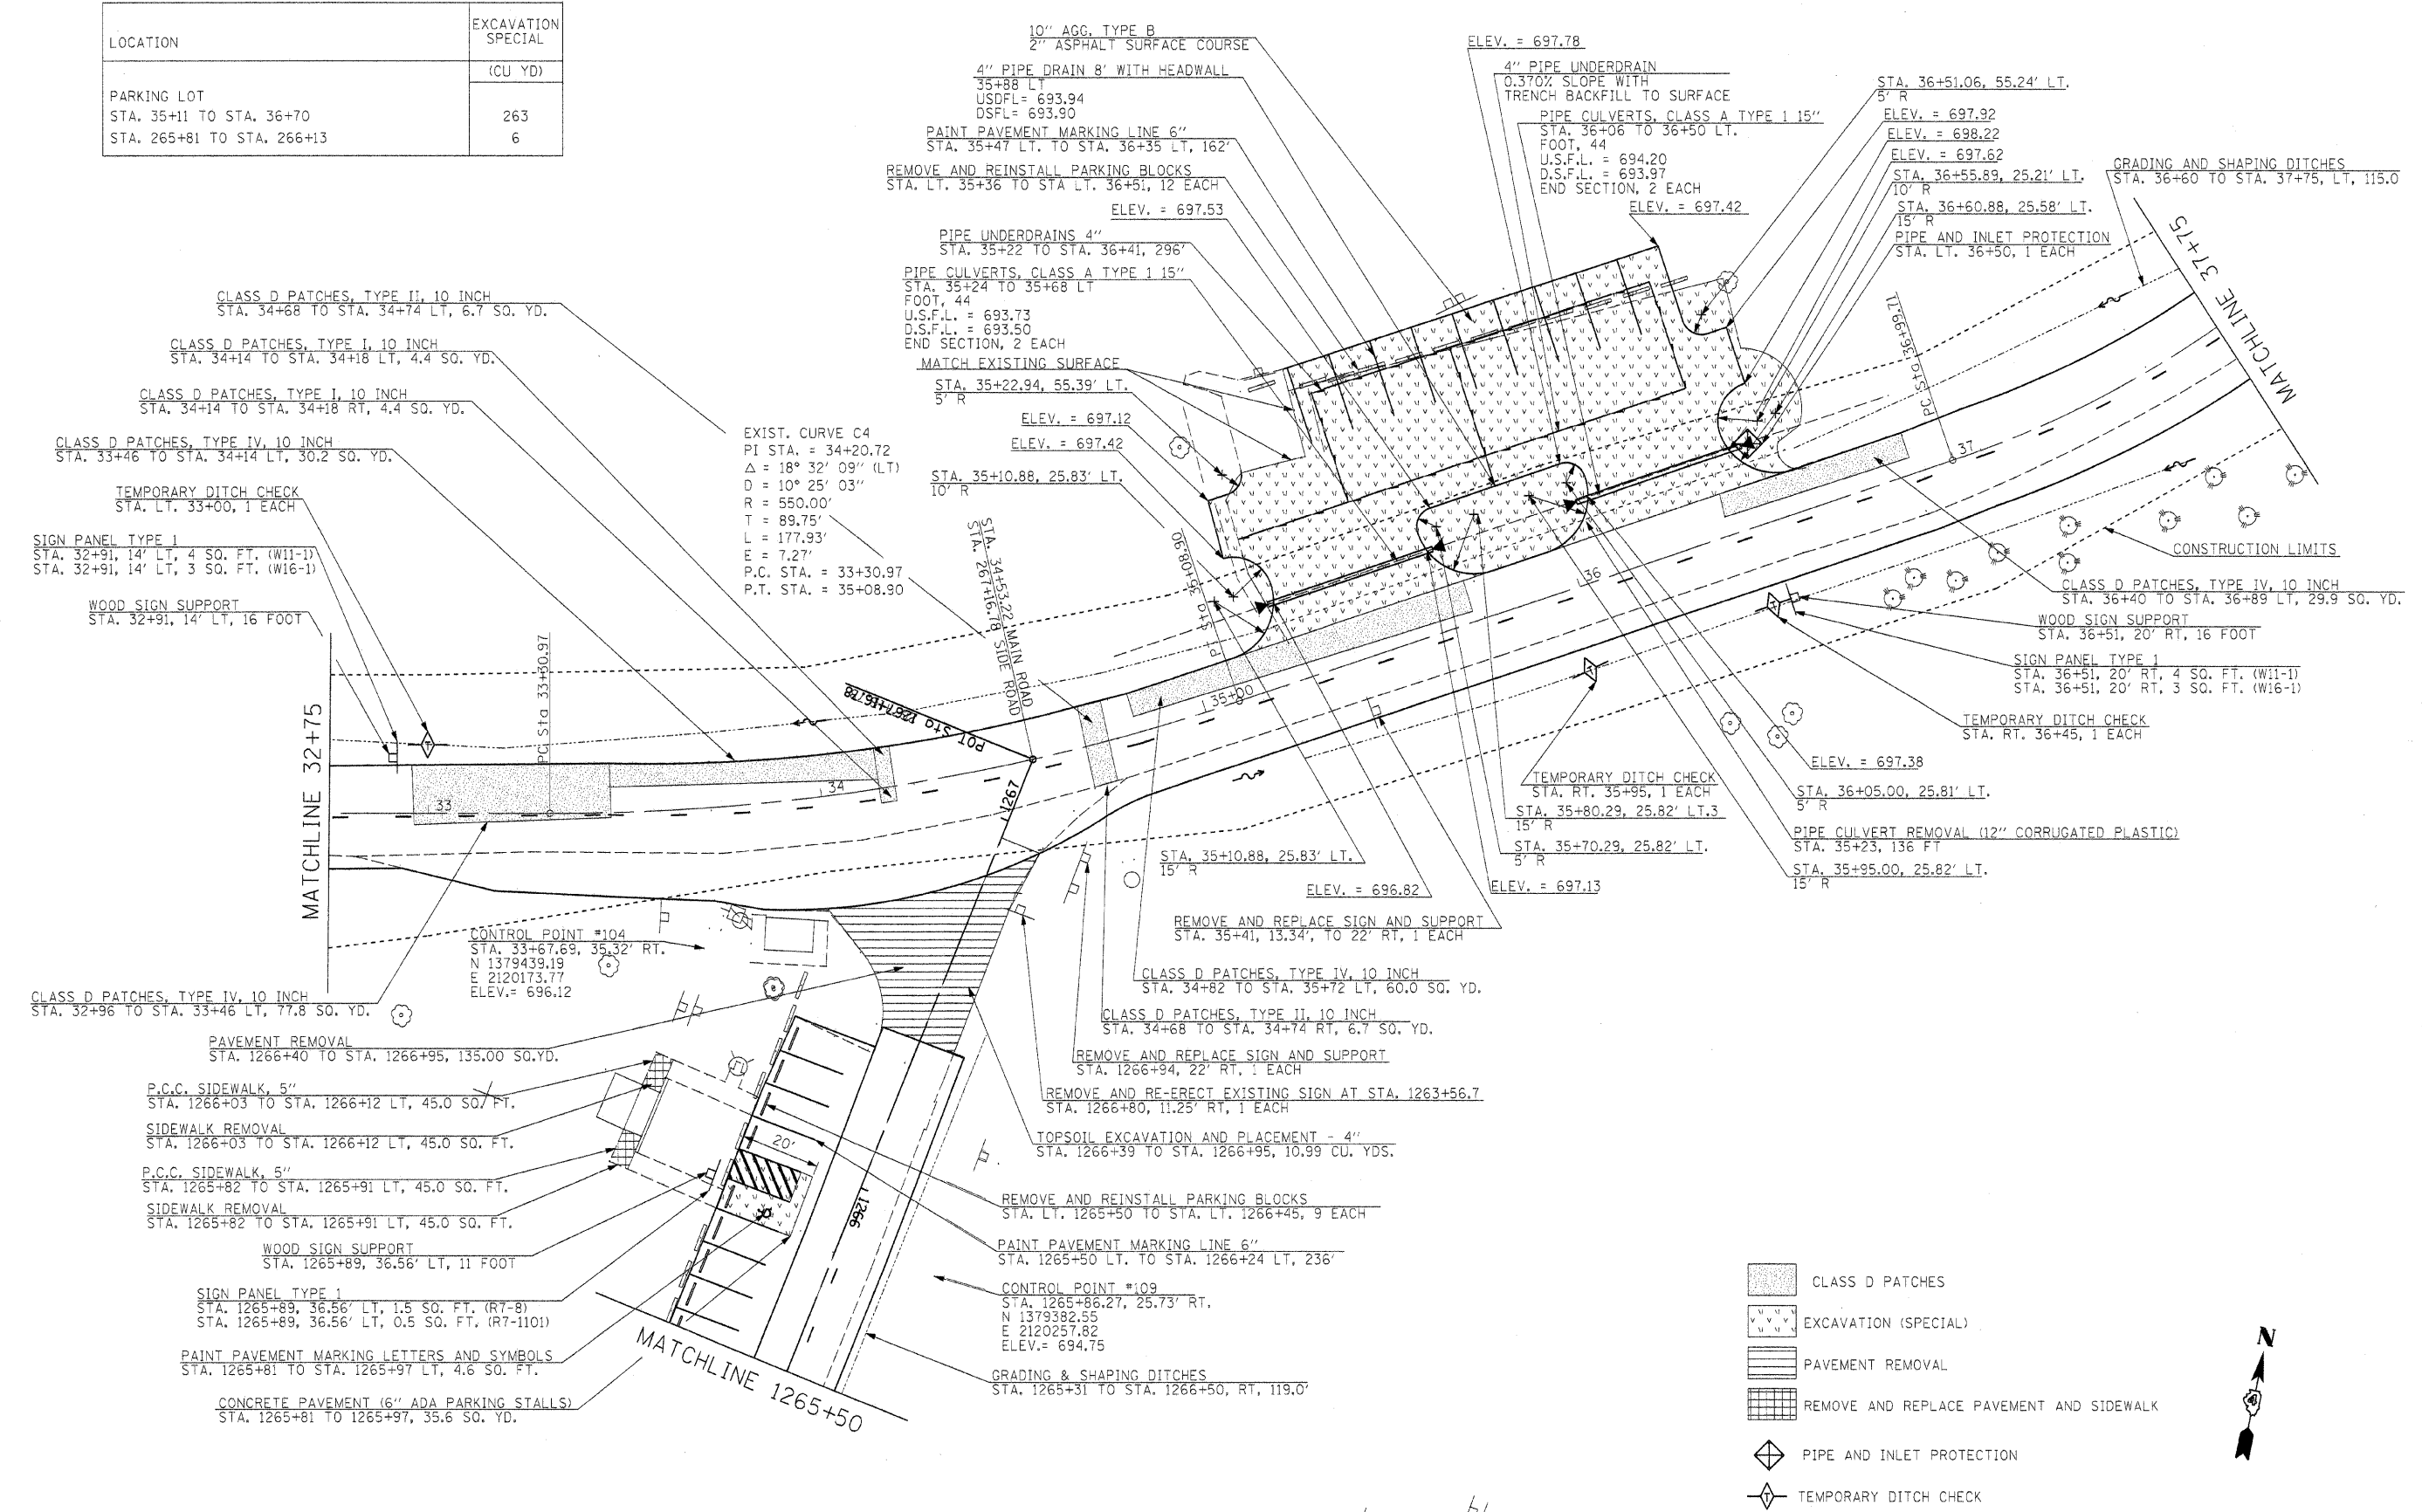 LOCATION
EXCAVATION
SPECIAL
(CU YD)
PARKING LOT
STA. 35+11 TO STA. 36+70
263
STA. 265+81 TO STA. 266+13
6
10" AGG. TYPE B
2" ASPHALT SURFACE COURSE
4" PIPE DRAIN 8' WITH HEADWALL
35+88 LT
USDFL= 693.94
DSFL= 693.90
PAINT PAVEMENT MARKING LINE 6"
STA. 35+47 LT. TO STA. 36+35 LT, 162'
REMOVE AND REINSTALL PARKING BLOCKS
STA. LT. 35+36 TO STA LT. 36+51, 12 EACH
ELEV. = 697.53
PIPE UNDERDRAINS 4"
STA. 35+22 TO STA. 36+41, 296'
PIPE CULVERTS, CLASS A TYPE 1 15"
STA. 35+24 TO 35+68 LT
FOOT, 44
U.S.F.L. = 693.73
D.S.F.L. = 693.50
END SECTION, 2 EACH
MATCH EXISTING SURFACE
STA. 35+22.94, 55.39' LT.
5' R
ELEV. = 697.12
ELEV. = 697.42
STA. 35+10.88, 25.83' LT.
10' R
ELEV. = 697.78
4" PIPE UNDERDRAIN
0.370% SLOPE WITH
TRENCH BACKFILL TO SURFACE
PIPE CULVERTS, CLASS A TYPE 1 15"
STA. 36+06 TO 36+50 LT.
FOOT, 44
U.S.F.L. = 694.20
D.S.F.L. = 693.97
END SECTION, 2 EACH
ELEV. = 697.42
STA. 36+51.06, 55.24' LT.
5' R
ELEV. = 697.92
ELEV. = 698.22
ELEV. = 697.62
STA. 36+55.89, 25.21' LT.
10' R
STA. 36+60.88, 25.58' LT.
15' R
PIPE AND INLET PROTECTION
STA. LT. 36+50, 1 EACH
GRADING AND SHAPING DITCHES
STA. 36+60 TO STA. 37+75, LT, 115.0
MATCHLINE 37+75
CLASS D PATCHES, TYPE II, 10 INCH
STA. 34+68 TO STA. 34+74 LT, 6.7 SQ. YD.
CLASS D PATCHES, TYPE I, 10 INCH
STA. 34+14 TO STA. 34+18 LT, 4.4 SQ. YD.
CLASS D PATCHES, TYPE I, 10 INCH
STA. 34+14 TO STA. 34+18 RT, 4.4 SQ. YD.
CLASS D PATCHES, TYPE IV, 10 INCH
STA. 33+46 TO STA. 34+14 LT, 30.2 SQ. YD.
TEMPORARY DITCH CHECK
STA. LT. 33+00, 1 EACH
SIGN PANEL TYPE 1
STA. 32+91, 14' LT, 4 SQ. FT. (W11-1)
STA. 32+91, 14' LT, 3 SQ. FT. (W16-1)
WOOD SIGN SUPPORT
STA. 32+91, 14' LT, 16 FOOT
EXIST. CURVE C4
PI STA. = 34+20.72
Δ = 18° 32' 09" (LT)
D = 10° 25' 03"
R = 550.00'
T = 89.75'
L = 177.93'
E = 7.27'
P.C. STA. = 33+30.97
P.T. STA. = 35+08.90
STA. 34+53.22 MAIN ROAD
STA. 267+16.78 SIDE ROAD
MATCHLINE 32+75
PC Sta 33+30.97
33
34
POT Sta 1267+16.78
1267
P T Sta 35+08.90
35+00
36
37
PC Sta 36+99.71
CONSTRUCTION LIMITS
CLASS D PATCHES, TYPE IV, 10 INCH
STA. 36+40 TO STA. 36+89 LT, 29.9 SQ. YD.
WOOD SIGN SUPPORT
STA. 36+51, 20' RT, 16 FOOT
SIGN PANEL TYPE 1
STA. 36+51, 20' RT, 4 SQ. FT. (W11-1)
STA. 36+51, 20' RT, 3 SQ. FT. (W16-1)
TEMPORARY DITCH CHECK
STA. RT. 36+45, 1 EACH
ELEV. = 697.38
STA. 36+05.00, 25.81' LT.
5' R
PIPE CULVERT REMOVAL (12" CORRUGATED PLASTIC)
STA. 35+23, 136 FT
STA. 35+95.00, 25.82' LT.
15' R
TEMPORARY DITCH CHECK
STA. RT. 35+95, 1 EACH
STA. 35+80.29, 25.82' LT.3
15' R
STA. 35+70.29, 25.82' LT.
5' R
ELEV. = 697.13
STA. 35+10.88, 25.83' LT.
15' R
ELEV. = 696.82
REMOVE AND REPLACE SIGN AND SUPPORT
STA. 35+41, 13.34', TO 22' RT, 1 EACH
CLASS D PATCHES, TYPE IV, 10 INCH
STA. 34+82 TO STA. 35+72 LT, 60.0 SQ. YD.
CLASS D PATCHES, TYPE II, 10 INCH
STA. 34+68 TO STA. 34+74 RT, 6.7 SQ. YD.
REMOVE AND REPLACE SIGN AND SUPPORT
STA. 1266+94, 22' RT, 1 EACH
REMOVE AND RE-ERECT EXISTING SIGN AT STA. 1263+56.7
STA. 1266+80, 11.25' RT, 1 EACH
TOPSOIL EXCAVATION AND PLACEMENT - 4"
STA. 1266+39 TO STA. 1266+95, 10.99 CU. YDS.
REMOVE AND REINSTALL PARKING BLOCKS
STA. LT. 1265+50 TO STA. LT. 1266+45, 9 EACH
PAINT PAVEMENT MARKING LINE 6"
STA. 1265+50 LT. TO STA. 1266+24 LT, 236'
CONTROL POINT #109
STA. 1265+86.27, 25.73' RT.
N 1379382.55
E 2120257.82
ELEV.= 694.75
GRADING & SHAPING DITCHES
STA. 1265+31 TO STA. 1266+50, RT, 119.0'
CONTROL POINT #104
STA. 33+67.69, 35.32' RT.
N 1379439.19
E 2120173.77
ELEV.= 696.12
CLASS D PATCHES, TYPE IV, 10 INCH
STA. 32+96 TO STA. 33+46 LT, 77.8 SQ. YD.
PAVEMENT REMOVAL
STA. 1266+40 TO STA. 1266+95, 135.00 SQ.YD.
P.C.C. SIDEWALK, 5"
STA. 1266+03 TO STA. 1266+12 LT, 45.0 SQ. FT.
SIDEWALK REMOVAL
STA. 1266+03 TO STA. 1266+12 LT, 45.0 SQ. FT.
P.C.C. SIDEWALK, 5"
STA. 1265+82 TO STA. 1265+91 LT, 45.0 SQ. FT.
SIDEWALK REMOVAL
STA. 1265+82 TO STA. 1265+91 LT, 45.0 SQ. FT.
WOOD SIGN SUPPORT
STA. 1265+89, 36.56' LT, 11 FOOT
SIGN PANEL TYPE 1
STA. 1265+89, 36.56' LT, 1.5 SQ. FT. (R7-8)
STA. 1265+89, 36.56' LT, 0.5 SQ. FT. (R7-1101)
PAINT PAVEMENT MARKING LETTERS AND SYMBOLS
STA. 1265+81 TO STA. 1265+97 LT, 4.6 SQ. FT.
CONCRETE PAVEMENT (6" ADA PARKING STALLS)
STA. 1265+81 TO 1265+97, 35.6 SQ. YD.
20'
1266
MATCHLINE 1265+50
CLASS D PATCHES
EXCAVATION (SPECIAL)
PAVEMENT REMOVAL
REMOVE AND REPLACE PAVEMENT AND SIDEWALK
PIPE AND INLET PROTECTION
T
TEMPORARY DITCH CHECK
N